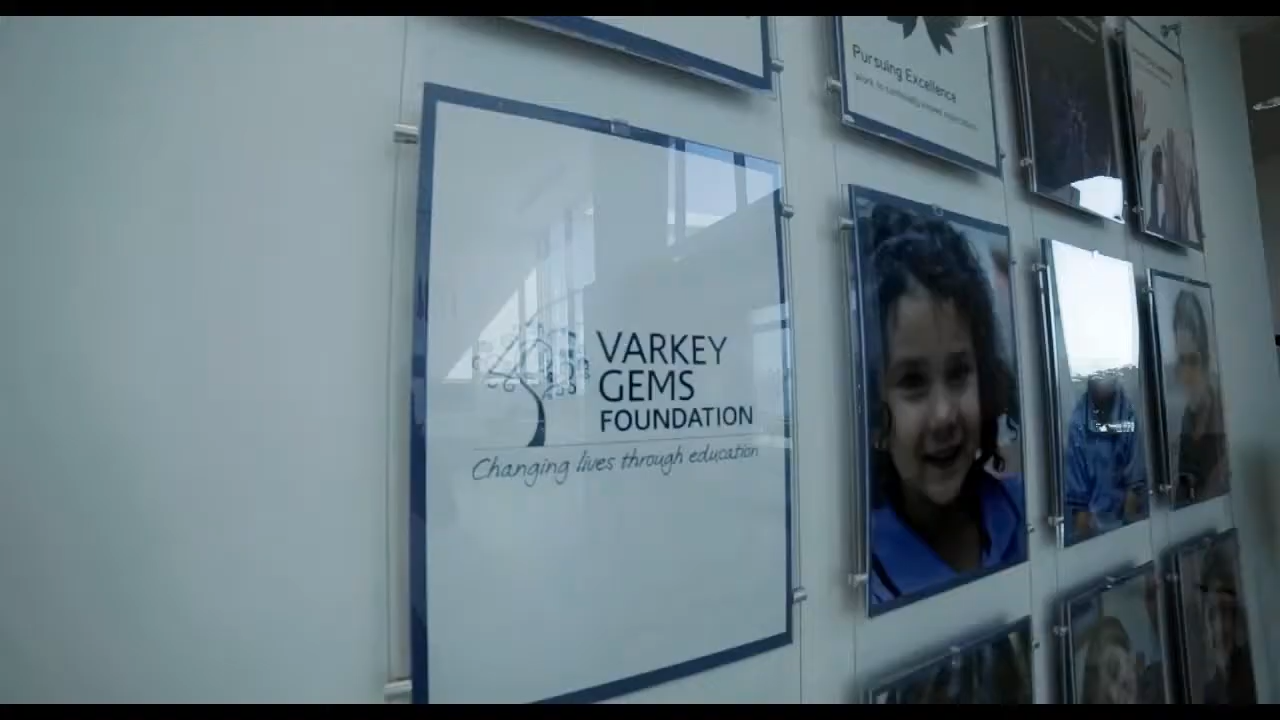 Pursuing Excellence
VARKEY
GEMS
FOUNDATION
Changing lives through education